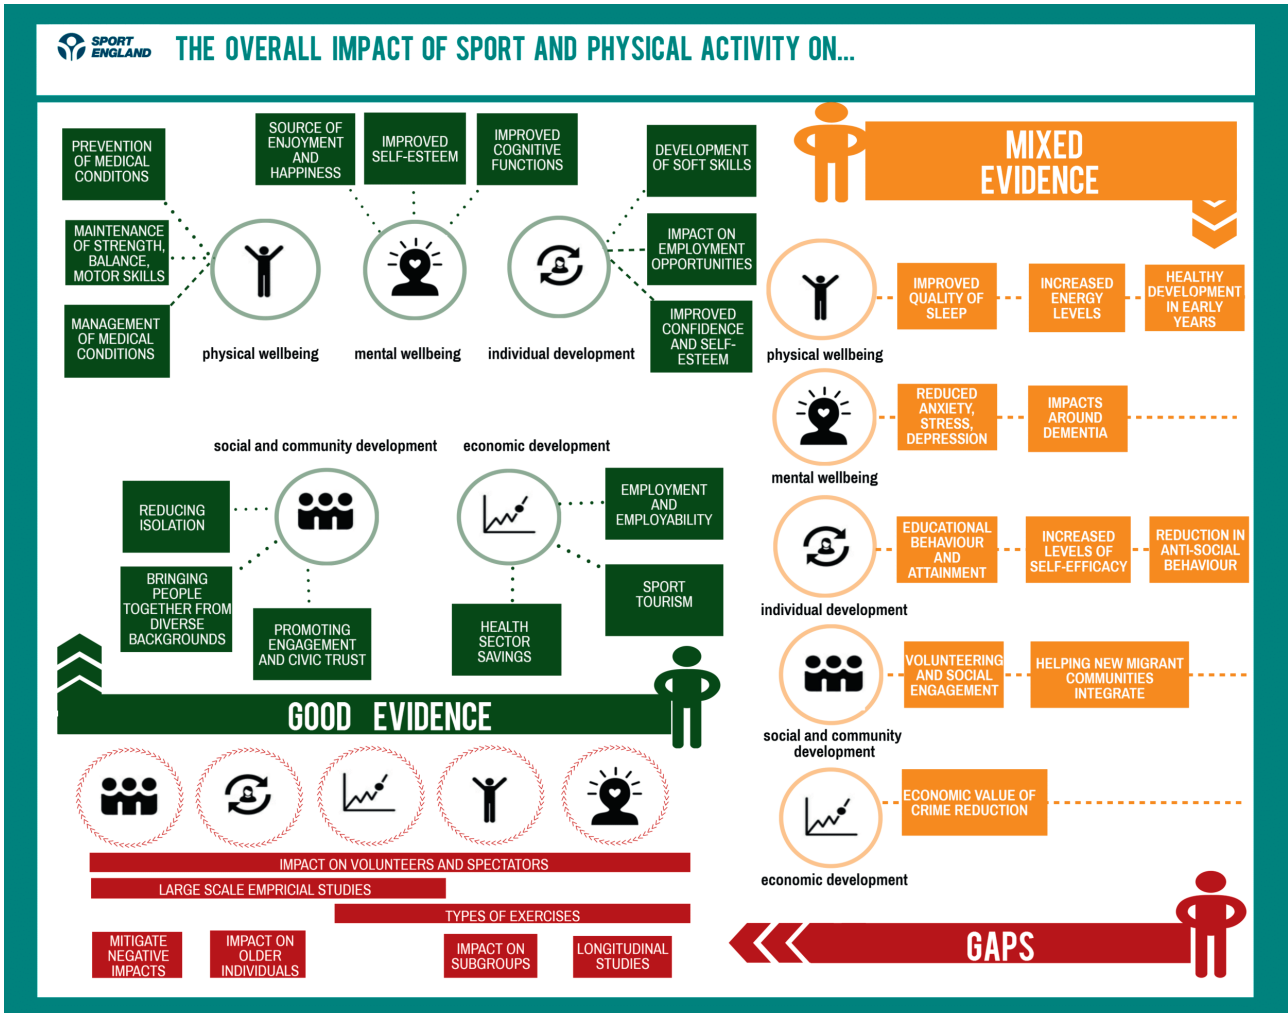 SPORT
ENGLAND
THE OVERALL IMPACT OF SPORT AND PHYSICAL ACTIVITY ON...
PREVENTION
OF MEDICAL
CONDITONS
MAINTENANCE
OF STRENGTH,
BALANCE,
MOTOR SKILLS
MANAGEMENT
OF MEDICAL
CONDITIONS
physical wellbeing
SOURCE OF
ENJOYMENT
AND
HAPPINESS
IMPROVED
SELF-ESTEEM
IMPROVED
COGNITIVE
FUNCTIONS
mental wellbeing
DEVELOPMENT
OF SOFT SKILLS
IMPACT ON
EMPLOYMENT
OPPORTUNITIES
IMPROVED
CONFIDENCE
AND SELF-
ESTEEM
individual development
social and community development
REDUCING
ISOLATION
BRINGING
PEOPLE
TOGETHER FROM
DIVERSE
BACKGROUNDS
PROMOTING
ENGAGEMENT
AND CIVIC TRUST
economic development
EMPLOYMENT
AND
EMPLOYABILITY
SPORT
TOURISM
HEALTH
SECTOR
SAVINGS
GOOD EVIDENCE
MIXED
EVIDENCE
physical wellbeing
IMPROVED
QUALITY OF
SLEEP
INCREASED
ENERGY
LEVELS
HEALTHY
DEVELOPMENT
IN EARLY
YEARS
mental wellbeing
REDUCED
ANXIETY,
STRESS,
DEPRESSION
IMPACTS
AROUND
DEMENTIA
individual development
EDUCATIONAL
BEHAVIOUR
AND
ATTAINMENT
INCREASED
LEVELS OF
SELF-EFFICACY
REDUCTION IN
ANTI-SOCIAL
BEHAVIOUR
social and community
development
VOLUNTEERING
AND SOCIAL
ENGAGEMENT
HELPING NEW MIGRANT
COMMUNITIES
INTEGRATE
economic development
ECONOMIC VALUE OF
CRIME REDUCTION
GAPS
IMPACT ON VOLUNTEERS AND SPECTATORS
LARGE SCALE EMPRICIAL STUDIES
TYPES OF EXERCISES
MITIGATE
NEGATIVE
IMPACTS
IMPACT ON
OLDER
INDIVIDUALS
IMPACT ON
SUBGROUPS
LONGITUDINAL
STUDIES